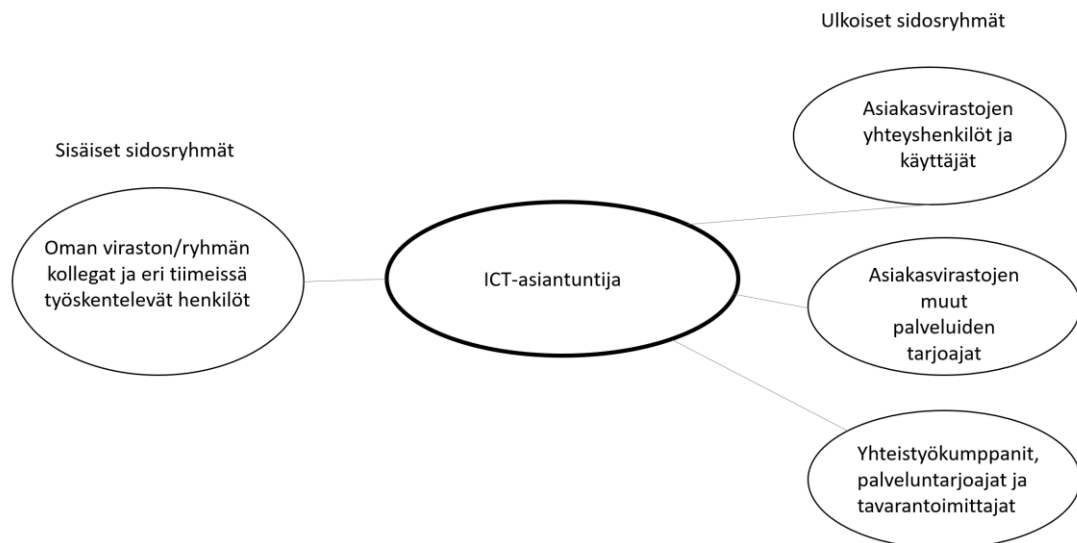 Ulkoiset sidosryhmät
Asiakasvirastojen
yhteyshenkilöt ja
käyttäjät
Sisäiset sidosryhmät
Oman viraston/ryhmän
kollegat ja eri tiimeissä
työskentelevät henkilöt
ICT-asiantuntija
Asiakasvirastojen
muut
palveluiden
tarjoajat
Yhteistyökumppanit,
palveluntarjoajat ja
tavarantoimittajat